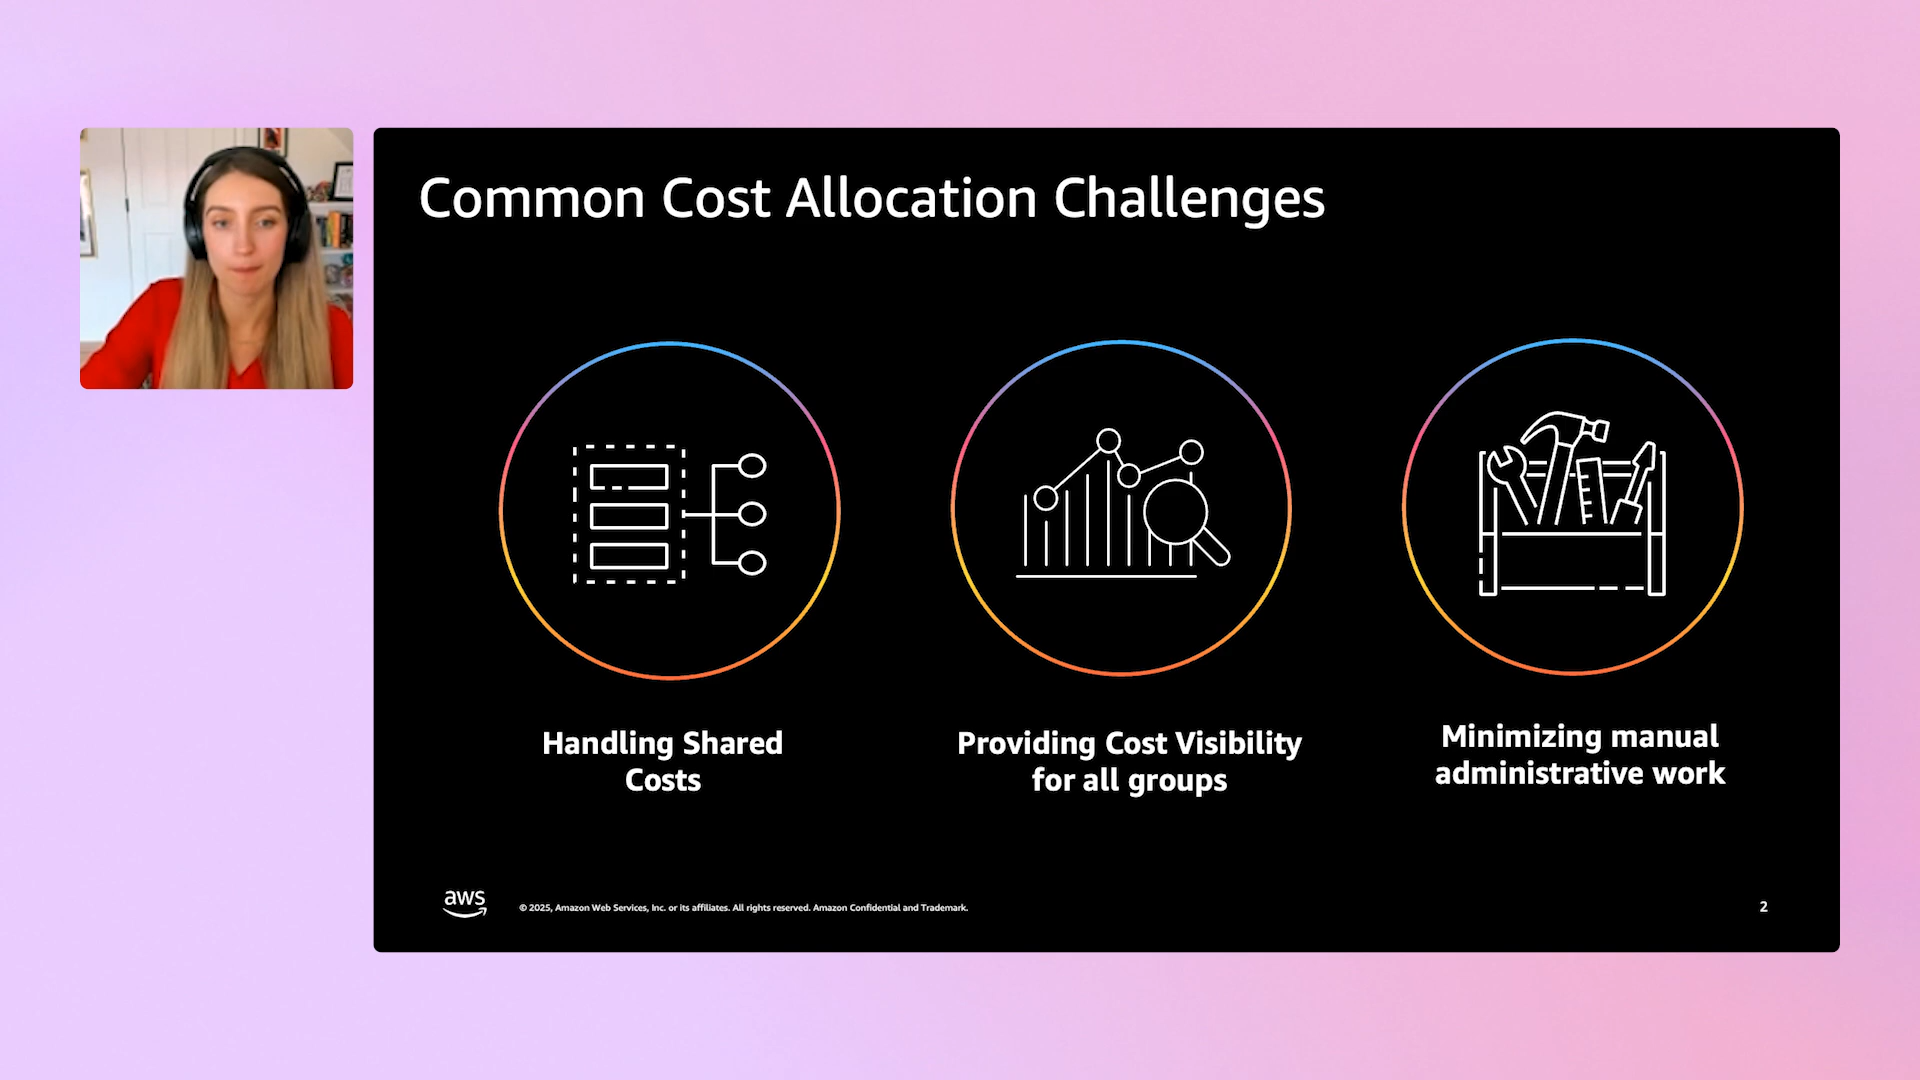 Common Cost Allocation Challenges
Handling Shared
Costs
Providing Cost Visibility
for all groups
Minimizing manual
administrative work
aws
© 2025, Amazon Web Services, Inc. or its affiliates. All rights reserved. Amazon Confidential and Trademark.
2